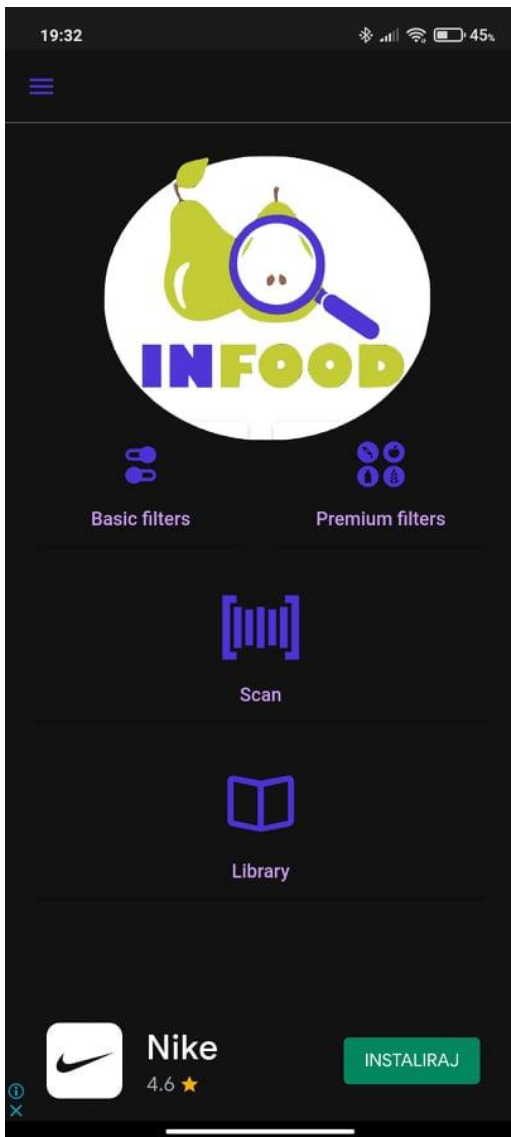 19:32 45%
INFOOD
Basic filters Premium filters
Scan
Library
Nike
4.6
INSTALIRAJ